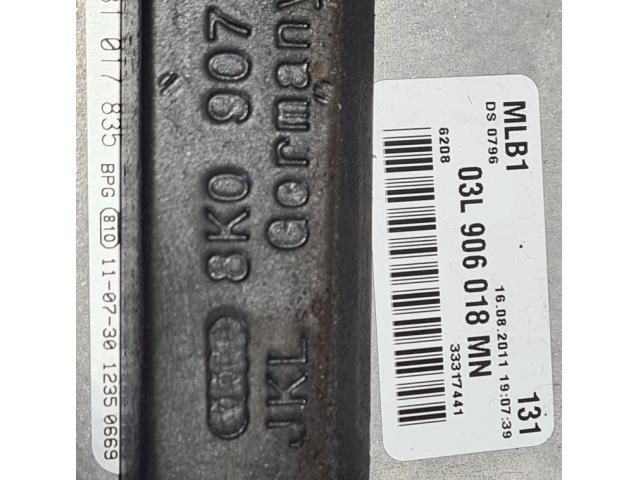 017 835 BPG 810 11-07-30 1235 0669
8K0 907
JKL Germany
MLB1 131
DS 0796 16.08.2011 19:07:39
03L 906 018 MN
6208 33317441